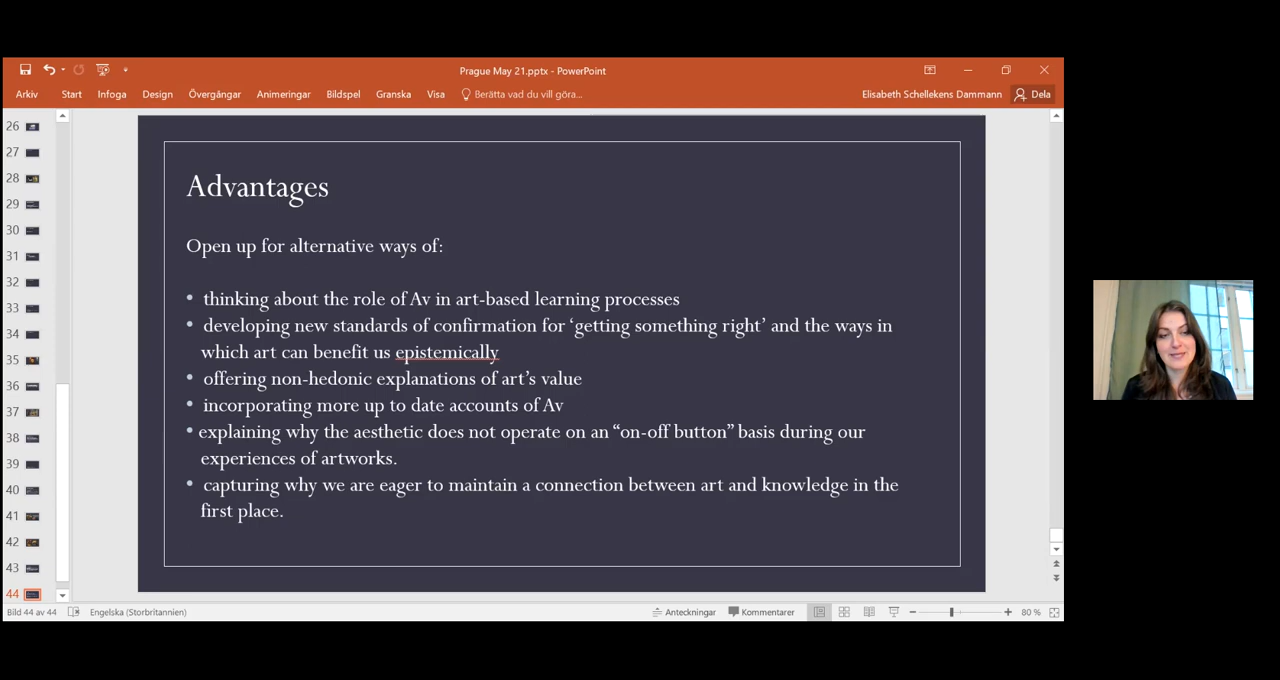 Prague May 21.pptx - PowerPoint
Arkiv Start Infoga Design Övergångar Animeringar Bildspel Granska Visa Berätta vad du vill göra... Elisabeth Schellekens Dammann Dela
26
27
28
29
30
31
32
33
34
35
36
37
38
39
40
41
42
43
44
Advantages
Open up for alternative ways of:
• thinking about the role of Av in art-based learning processes
• developing new standards of confirmation for ‘getting something right’ and the ways in
which art can benefit us epistemically
• offering non-hedonic explanations of art’s value
• incorporating more up to date accounts of Av
• explaining why the aesthetic does not operate on an “on-off button” basis during our
experiences of artworks.
• capturing why we are eager to maintain a connection between art and knowledge in the
first place.
Bild 44 av 44 Engelska (Storbritannien) Anteckningar Kommentarer 80 %